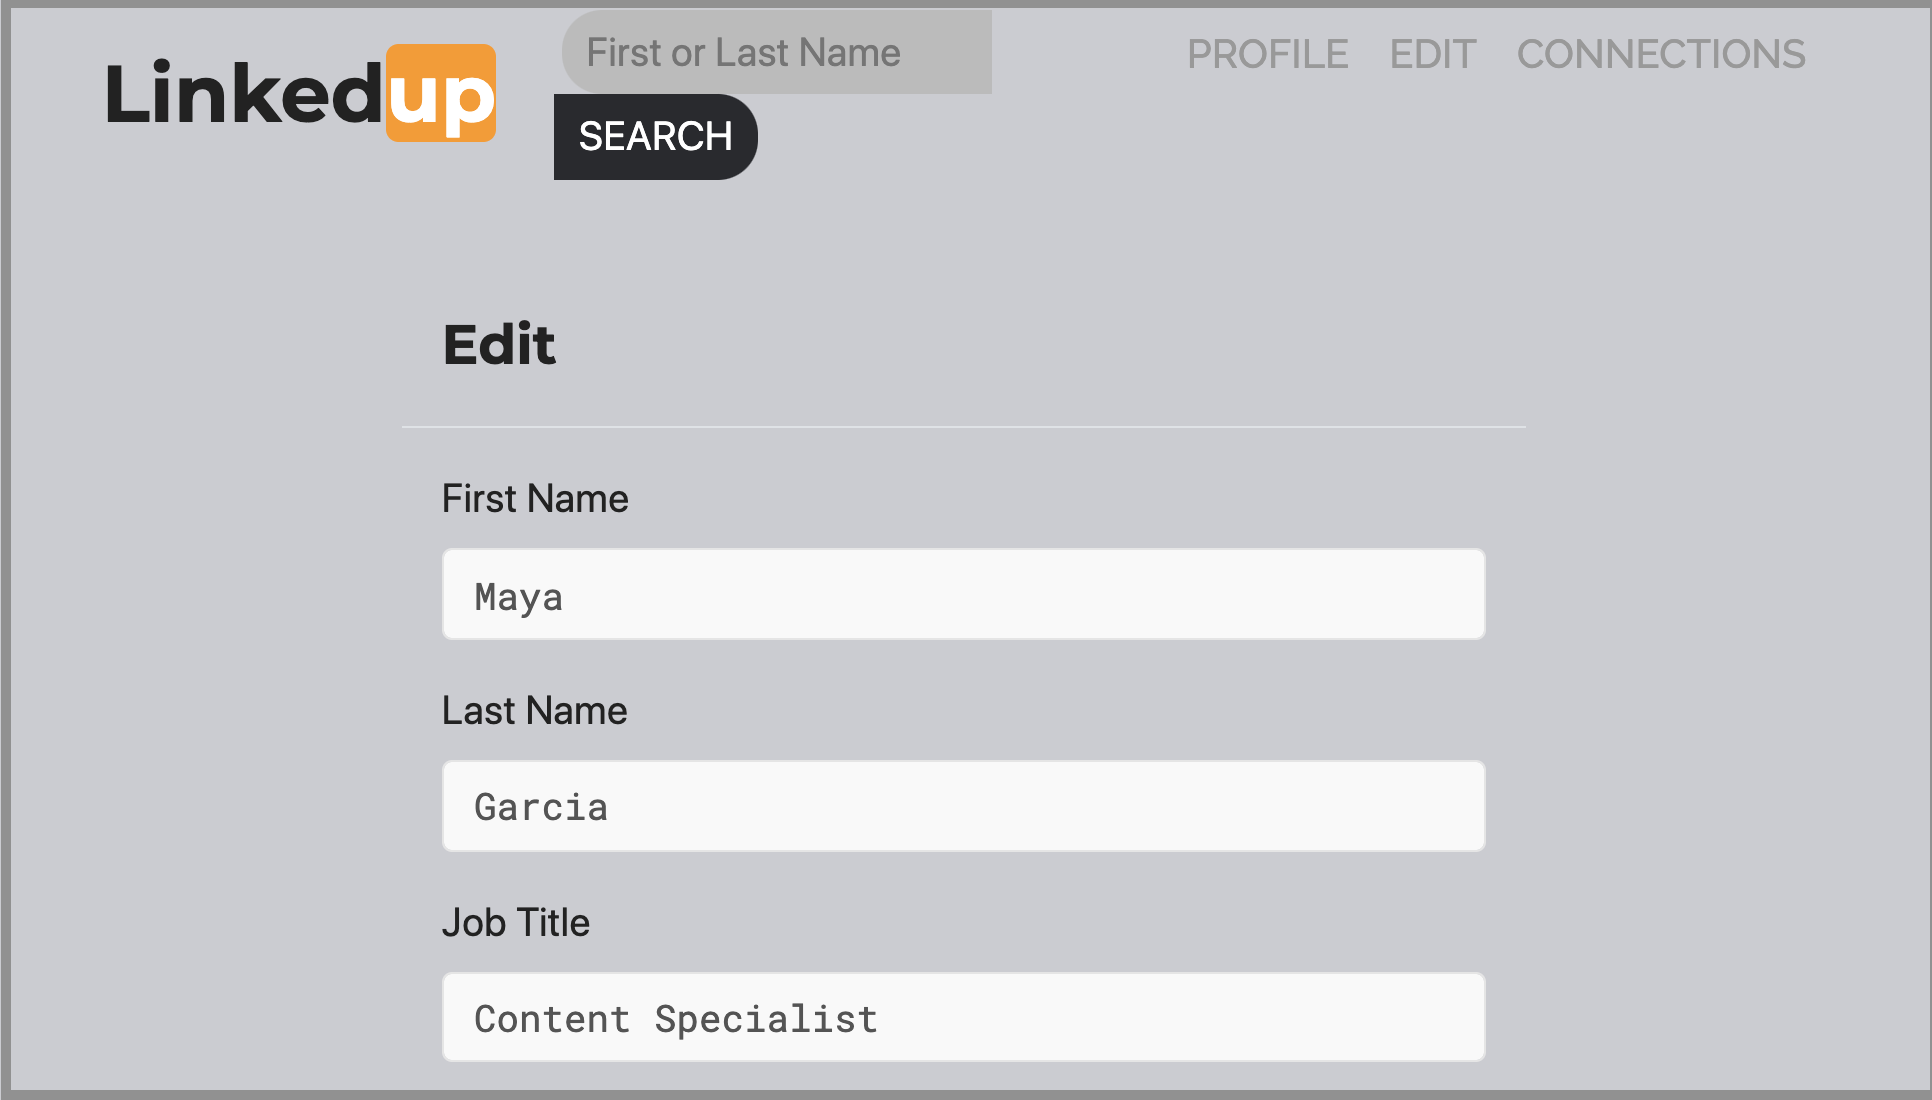 Linkedup
First or Last Name
SEARCH
PROFILE EDIT CONNECTIONS
Edit
First Name
Maya
Last Name
Garcia
Job Title
Content Specialist